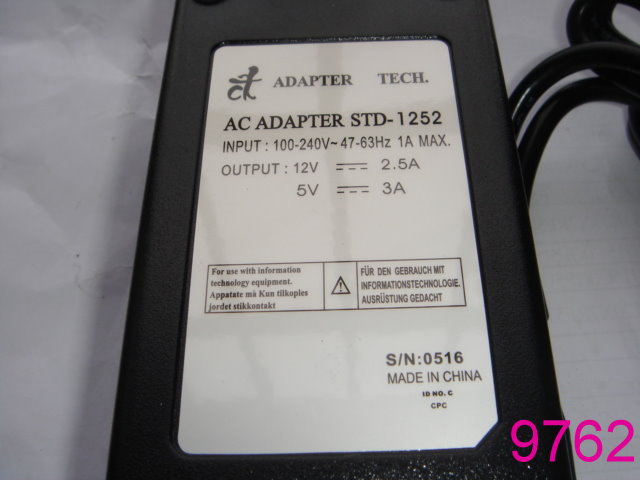 ADAPTER TECH.
AC ADAPTER STD-1252
INPUT : 100-240V~ 47-63Hz 1A MAX.
OUTPUT : 12V ⎓ 2.5A
5V ⎓ 3A
For use with information
technology equipment.
Appatate mà Kun tilkoples
jordet stikkontakt
FÜR DEN GEBRAUCH MIT
INFORMATIONSTECHNOLOGIE.
AUSRÜSTUNG GEDACHT
S/N:0516
MADE IN CHINA
ID NO. C
CPC
9762